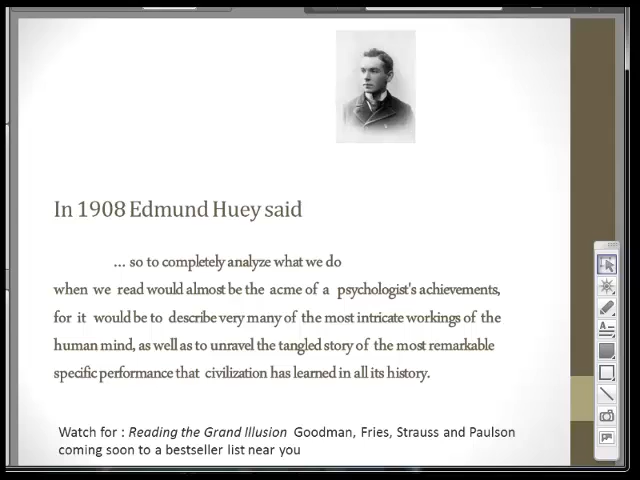 In 1908 Edmund Huey said
... so to completely analyze what we do
when we read would almost be the acme of a psychologist's achievements,
for it would be to describe very many of the most intricate workings of the
human mind, as well as to unravel the tangled story of the most remarkable
specific performance that civilization has learned in all its history.
Watch for : Reading the Grand Illusion Goodman, Fries, Strauss and Paulson
coming soon to a bestseller list near you